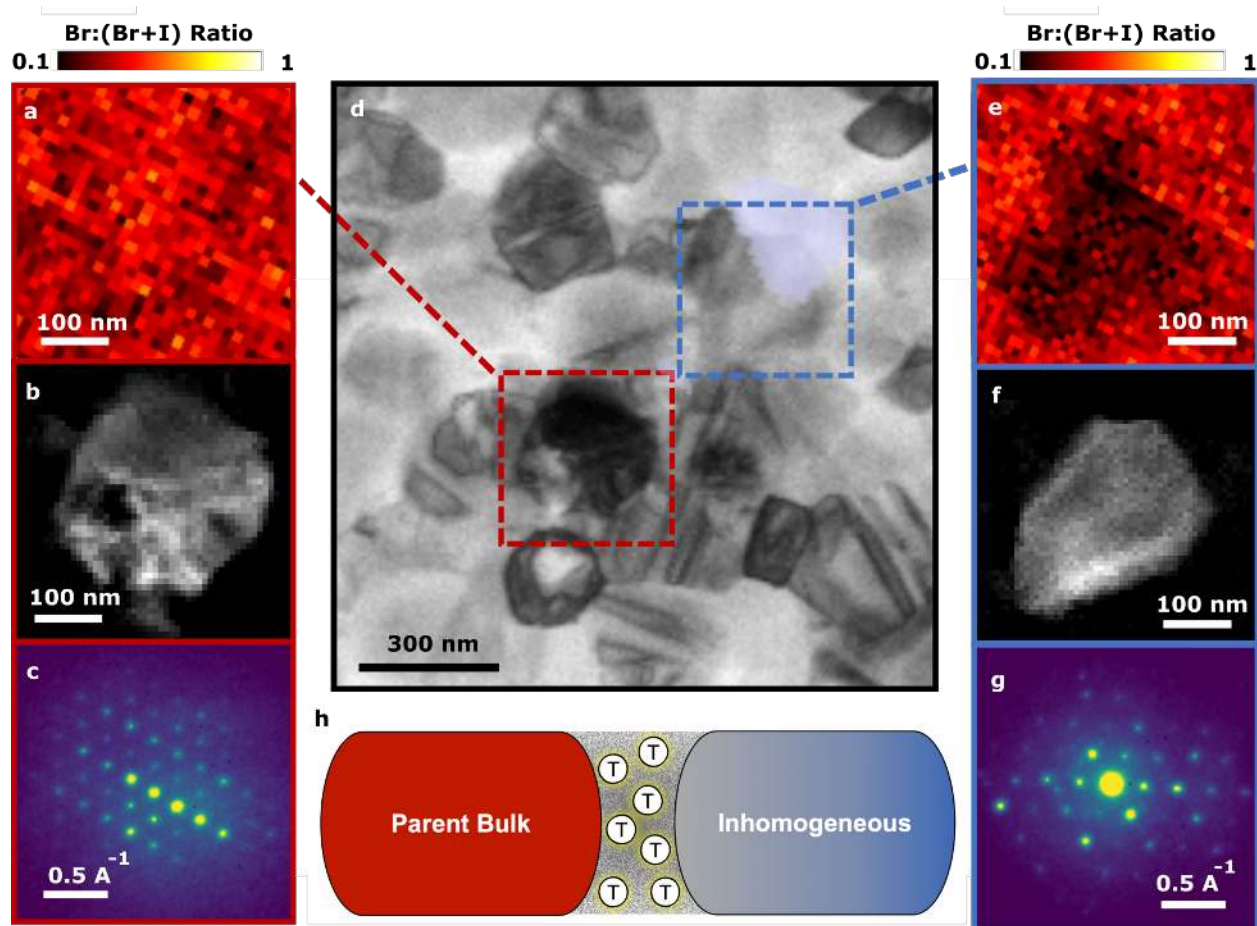 Br:(Br+I) Ratio
0.1 1
a
100 nm
b
100 nm
c
0.5 A⁻¹
d
300 nm
Br:(Br+I) Ratio
0.1 1
e
100 nm
f
100 nm
g
0.5 A⁻¹
h
Parent Bulk
T
T
T
T
T
T
T
Inhomogeneous